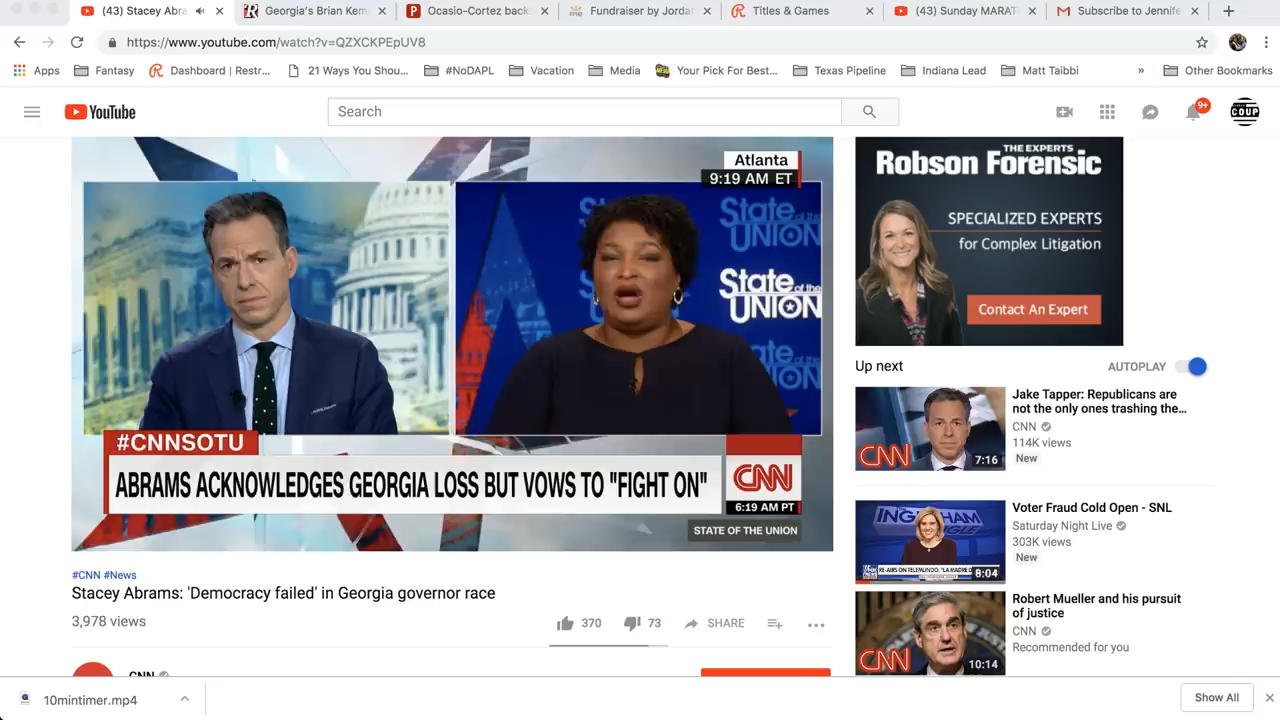 (43) Stacey Abra
Georgia's Brian Kem
Ocasio-Cortez back
Fundraiser by Jordan
Titles & Games
(43) Sunday MARAT
Subscribe to Jennife
https://www.youtube.com/watch?v=QZXCKPEpUV8
Apps
Fantasy
Dashboard | Restr...
21 Ways You Shou...
#NoDAPL
Vacation
Media
Your Pick For Best...
Texas Pipeline
Indiana Lead
Matt Taibbi
»
Other Bookmarks
YouTube
Search
9+
COUP
Atlanta
9:19 AM ET
State of the
UNION
State of the
UNION
#CNNSOTU
ABRAMS ACKNOWLEDGES GEORGIA LOSS BUT VOWS TO "FIGHT ON"
CNN
6:19 AM PT
STATE OF THE UNION
#CNN #News
Stacey Abrams: 'Democracy failed' in Georgia governor race
3,978 views
370
73
SHARE
CNN
THE EXPERTS
Robson Forensic
SPECIALIZED EXPERTS
for Complex Litigation
Contact An Expert
Up next
AUTOPLAY
CNN
7:16
Jake Tapper: Republicans are
not the only ones trashing the...
CNN
114K views
New
8:04
Voter Fraud Cold Open - SNL
Saturday Night Live
303K views
New
CNN
10:14
Robert Mueller and his pursuit
of justice
CNN
Recommended for you
10mintimer.mp4
Show All